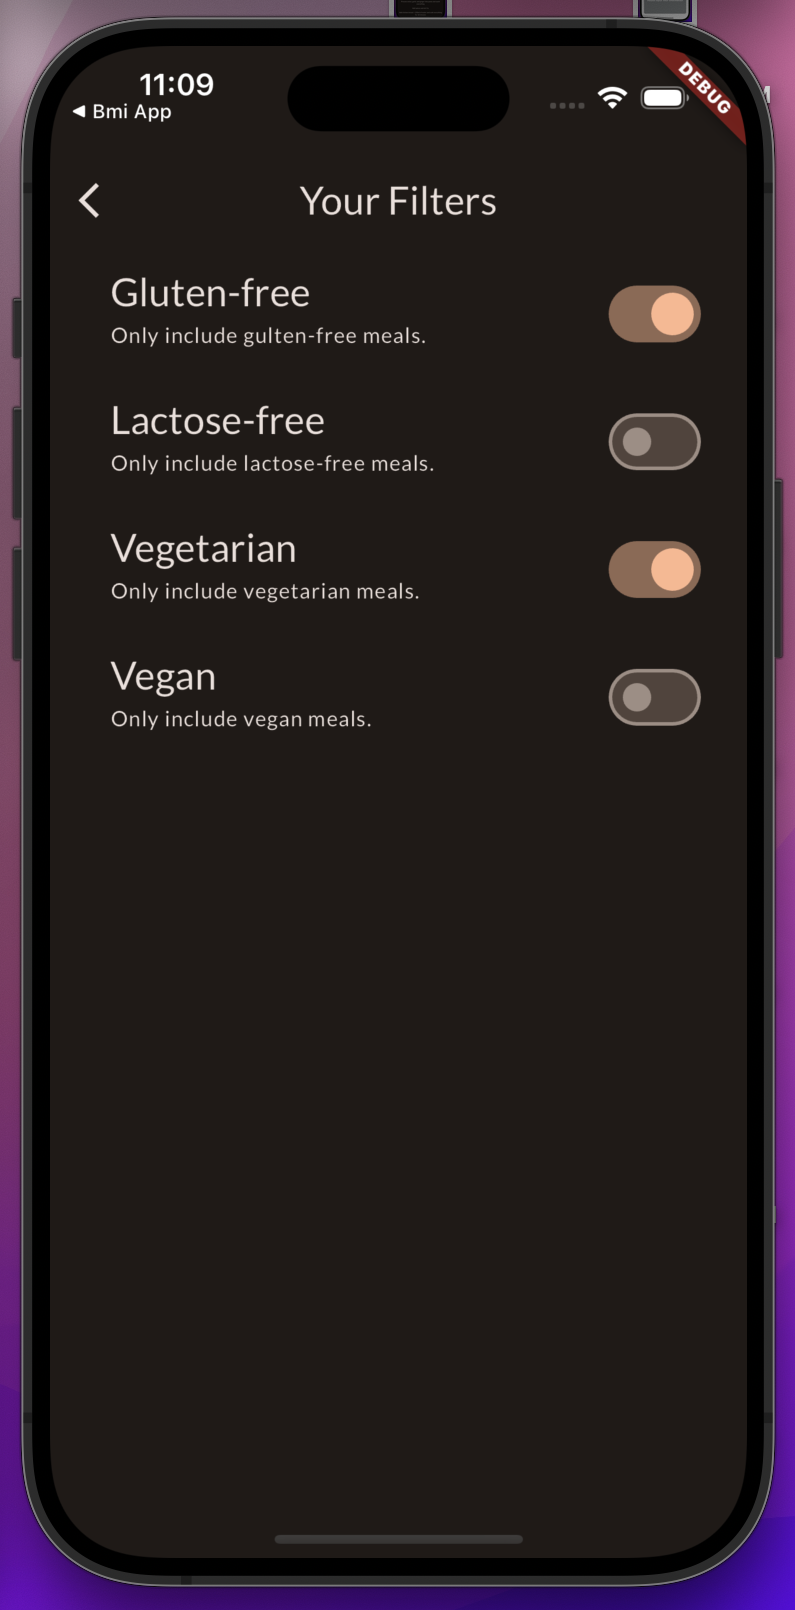 11:09
◀ Bmi App
DEBUG
Your Filters
Gluten-free
Only include gulten-free meals.
Lactose-free
Only include lactose-free meals.
Vegetarian
Only include vegetarian meals.
Vegan
Only include vegan meals.